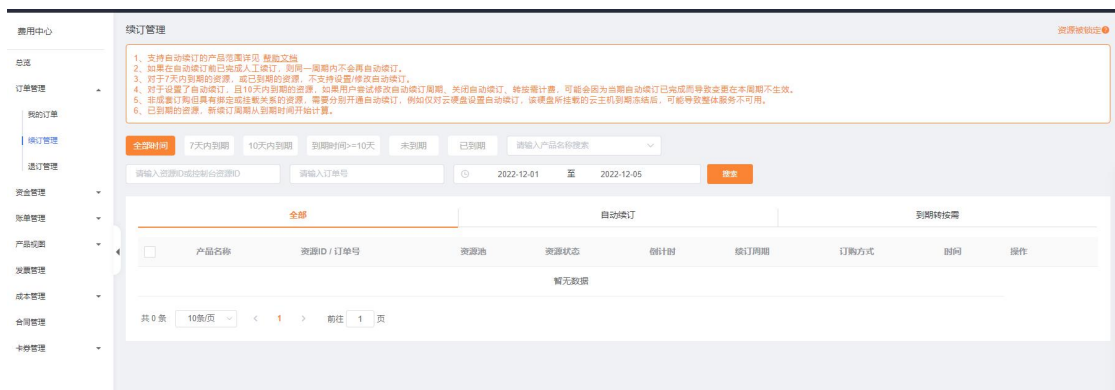 费用中心
总览
订单管理
我的订单
续订管理
退订管理
资金管理
账单管理
产品视图
发票管理
成本管理
合同管理
卡券管理
续订管理
资源被锁定
1、支持自动续订的产品范围详见 帮助文档
2、如果在自动续订前已完成人工续订，则同一周期内不会再自动续订。
3、对于7天内到期的资源，或已到期的资源，不支持设置/修改自动续订。
4、对于设置了自动续订，且10天内到期的资源，如果用户尝试修改自动续订周期、关闭自动续订、转按需计费，可能会因为当期自动续订已完成而导致变更在本周期不生效。
5、非成套订购但具有绑定或挂载关系的资源，需要分别开通自动续订，例如仅对云硬盘设置自动续订，该硬盘所挂载的云主机到期冻结后，可能导致整体服务不可用。
6、已到期的资源，新续订周期从到期时间开始计算。
全部时间 7天内到期 10天内到期 到期时间>=10天 未到期 已到期 请输入产品名称搜索
请输入资源ID或控制台资源ID 请输入订单号 2022-12-01 至 2022-12-05 搜索
全部 自动续订 到期转按需
产品名称 资源ID / 订单号 资源池 资源状态 倒计时 续订周期 订购方式 时间 操作
暂无数据
共 0 条 10条/页 < 1 > 前往 1 页